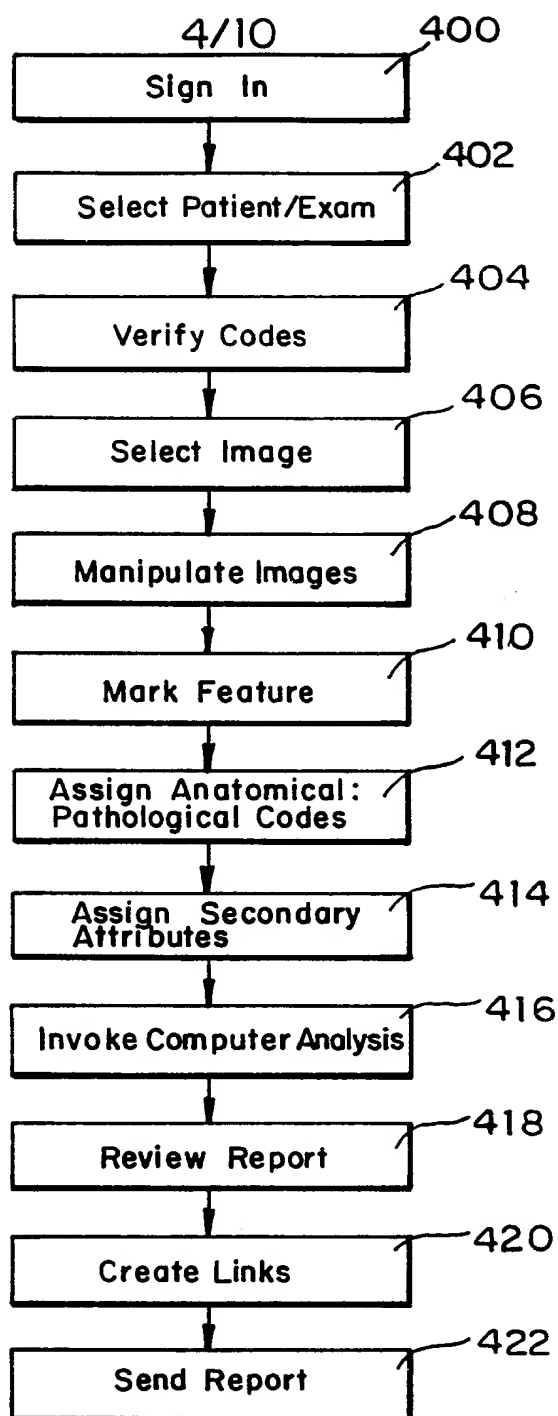 4/10
400
Sign In
402
Select Patient/Exam
404
Verify Codes
406
Select Image
408
Manipulate Images
410
Mark Feature
412
Assign Anatomical:
Pathological Codes
414
Assign Secondary
Attributes
416
Invoke Computer Analysis
418
Review Report
420
Create Links
422
Send Report